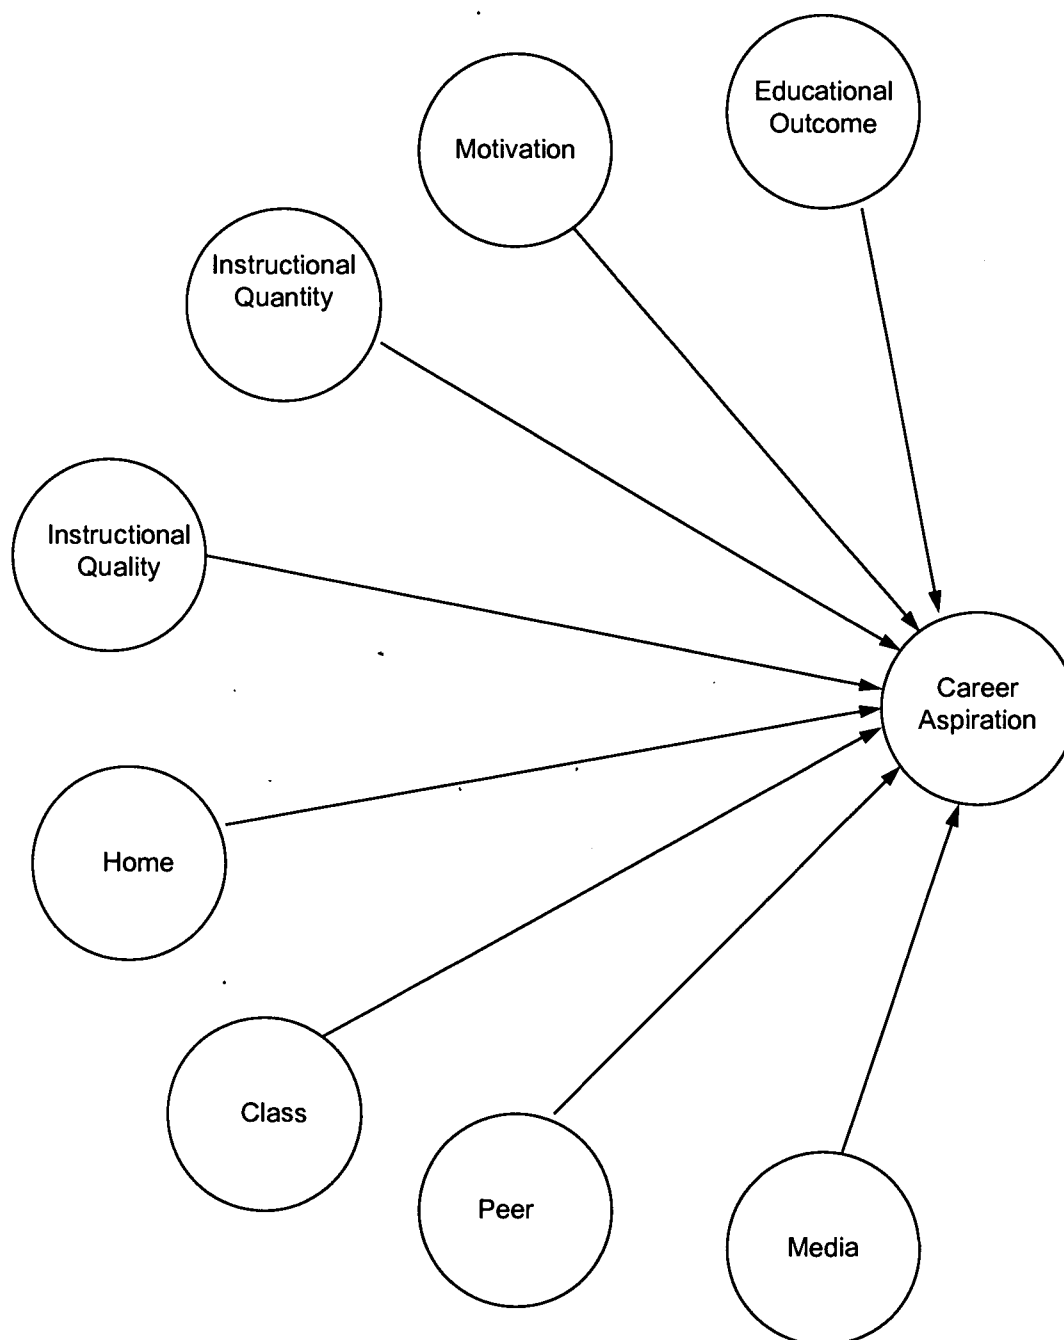 Educational
Outcome
Motivation
Instructional
Quantity
Instructional
Quality
Career
Aspiration
Home
Class
Peer
Media